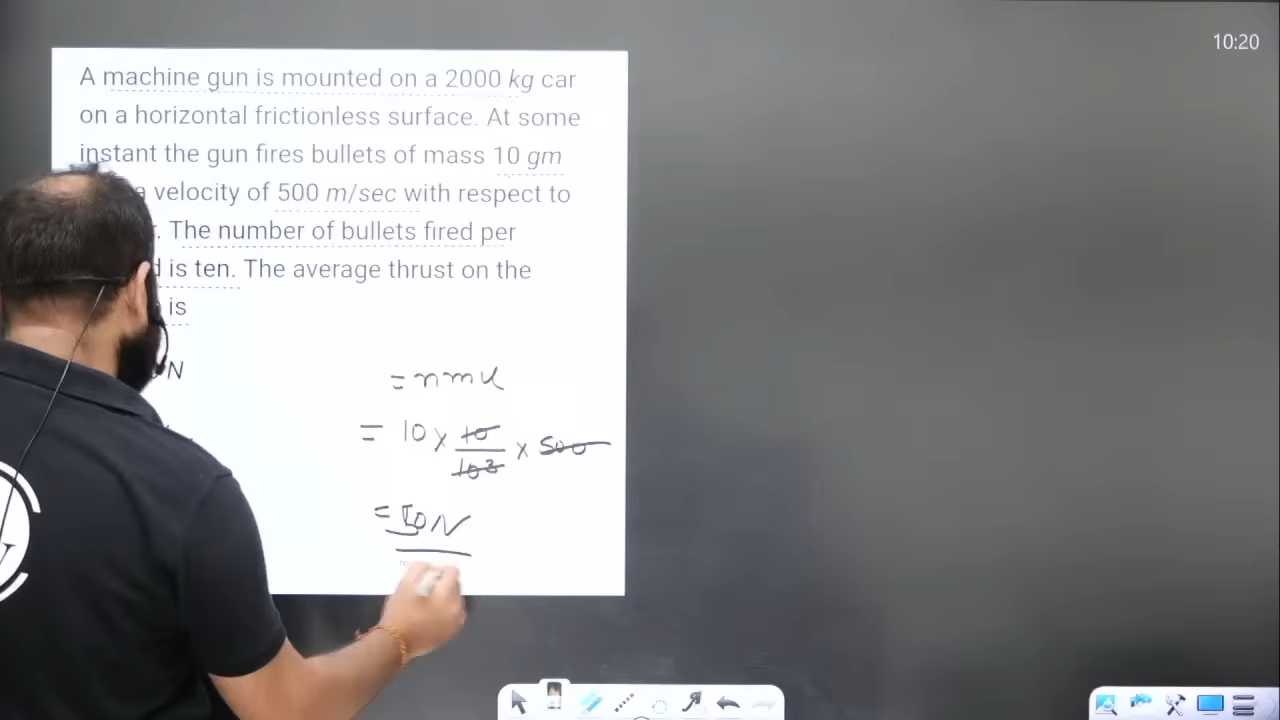 10:20
A machine gun is mounted on a 2000 kg car
on a horizontal frictionless surface. At some
instant the gun fires bullets of mass 10 gm
velocity of 500 m/sec with respect to
The number of bullets fired per
is ten. The average thrust on the
is
N
= n m u
= 10 × 10/10³ × 500
= 50N